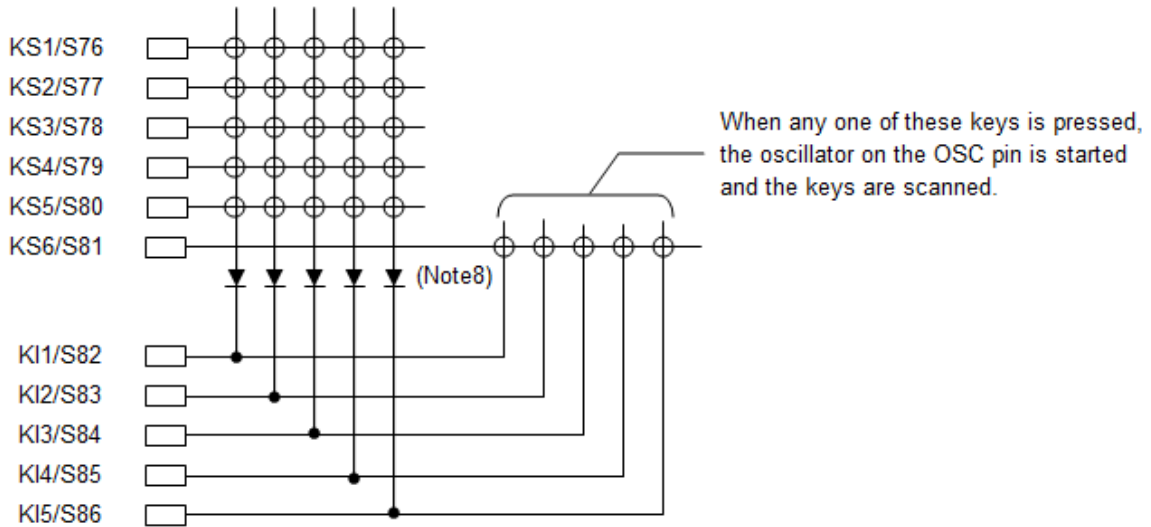 KS1/S76
KS2/S77
KS3/S78
KS4/S79
KS5/S80
KS6/S81
When any one of these keys is pressed,
the oscillator on the OSC pin is started
and the keys are scanned.
(Note8)
KI1/S82
KI2/S83
KI3/S84
KI4/S85
KI5/S86